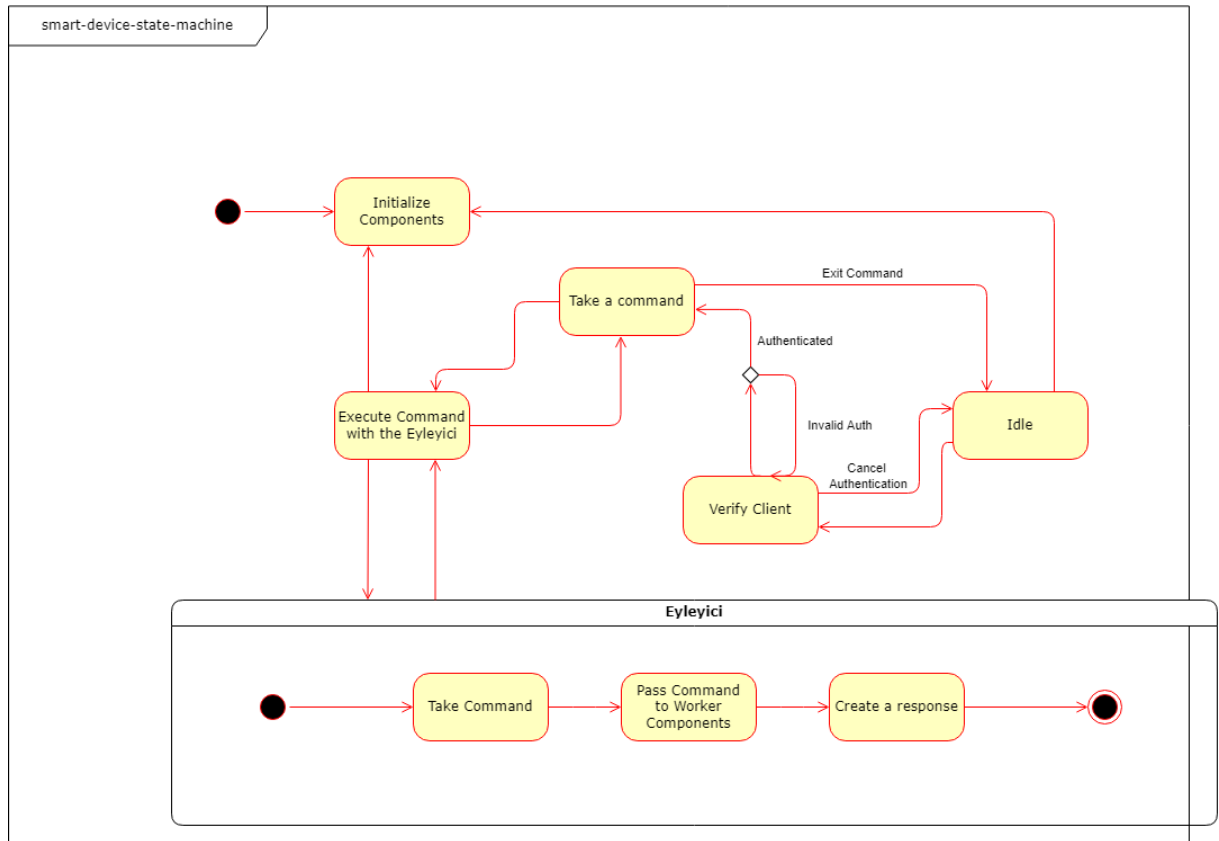 smart-device-state-machine
Initialize
Components
Take a command
Exit Command
Authenticated
Execute Command
with the Eyleyici
Invalid Auth
Idle
Cancel
Authentication
Verify Client
Eyleyici
Take Command
Pass Command
to Worker
Components
Create a response